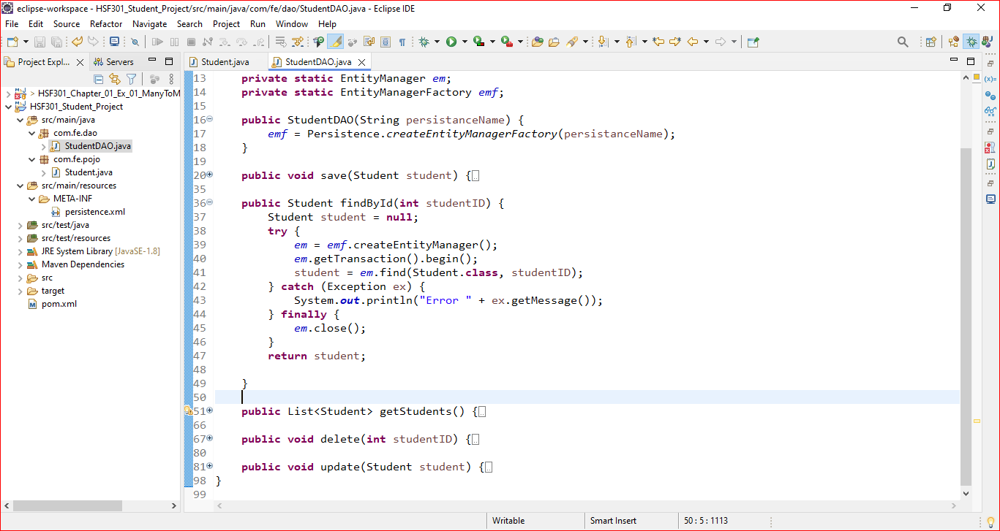 eclipse-workspace - HSF301_Student_Project/src/main/java/com/fe/dao/StudentDAO.java - Eclipse IDE
File Edit Source Refactor Navigate Search Project Run Window Help
Project Expl... Servers
Student.java StudentDAO.java
> HSF301_Chapter_01_Ex_01_ManyToM
HSF301_Student_Project
src/main/java
com.fe.dao
StudentDAO.java
com.fe.pojo
Student.java
src/main/resources
META-INF
persistence.xml
src/test/java
src/test/resources
JRE System Library [JavaSE-1.8]
Maven Dependencies
src
target
pom.xml
13 private static EntityManager em;
14 private static EntityManagerFactory emf;
15
16 public StudentDAO(String persistanceName) {
17 emf = Persistence.createEntityManagerFactory(persistanceName);
18 }
19
20 public void save(Student student) {
35
36 public Student findById(int studentID) {
37 Student student = null;
38 try {
39 em = emf.createEntityManager();
40 em.getTransaction().begin();
41 student = em.find(Student.class, studentID);
42 } catch (Exception ex) {
43 System.out.println("Error " + ex.getMessage());
44 } finally {
45 em.close();
46 }
47 return student;
48
49 }
50
51 public List<Student> getStudents() {
66
67 public void delete(int studentID) {
80
81 public void update(Student student) {
98 }
99
Writable Smart Insert 50 : 5 : 1113